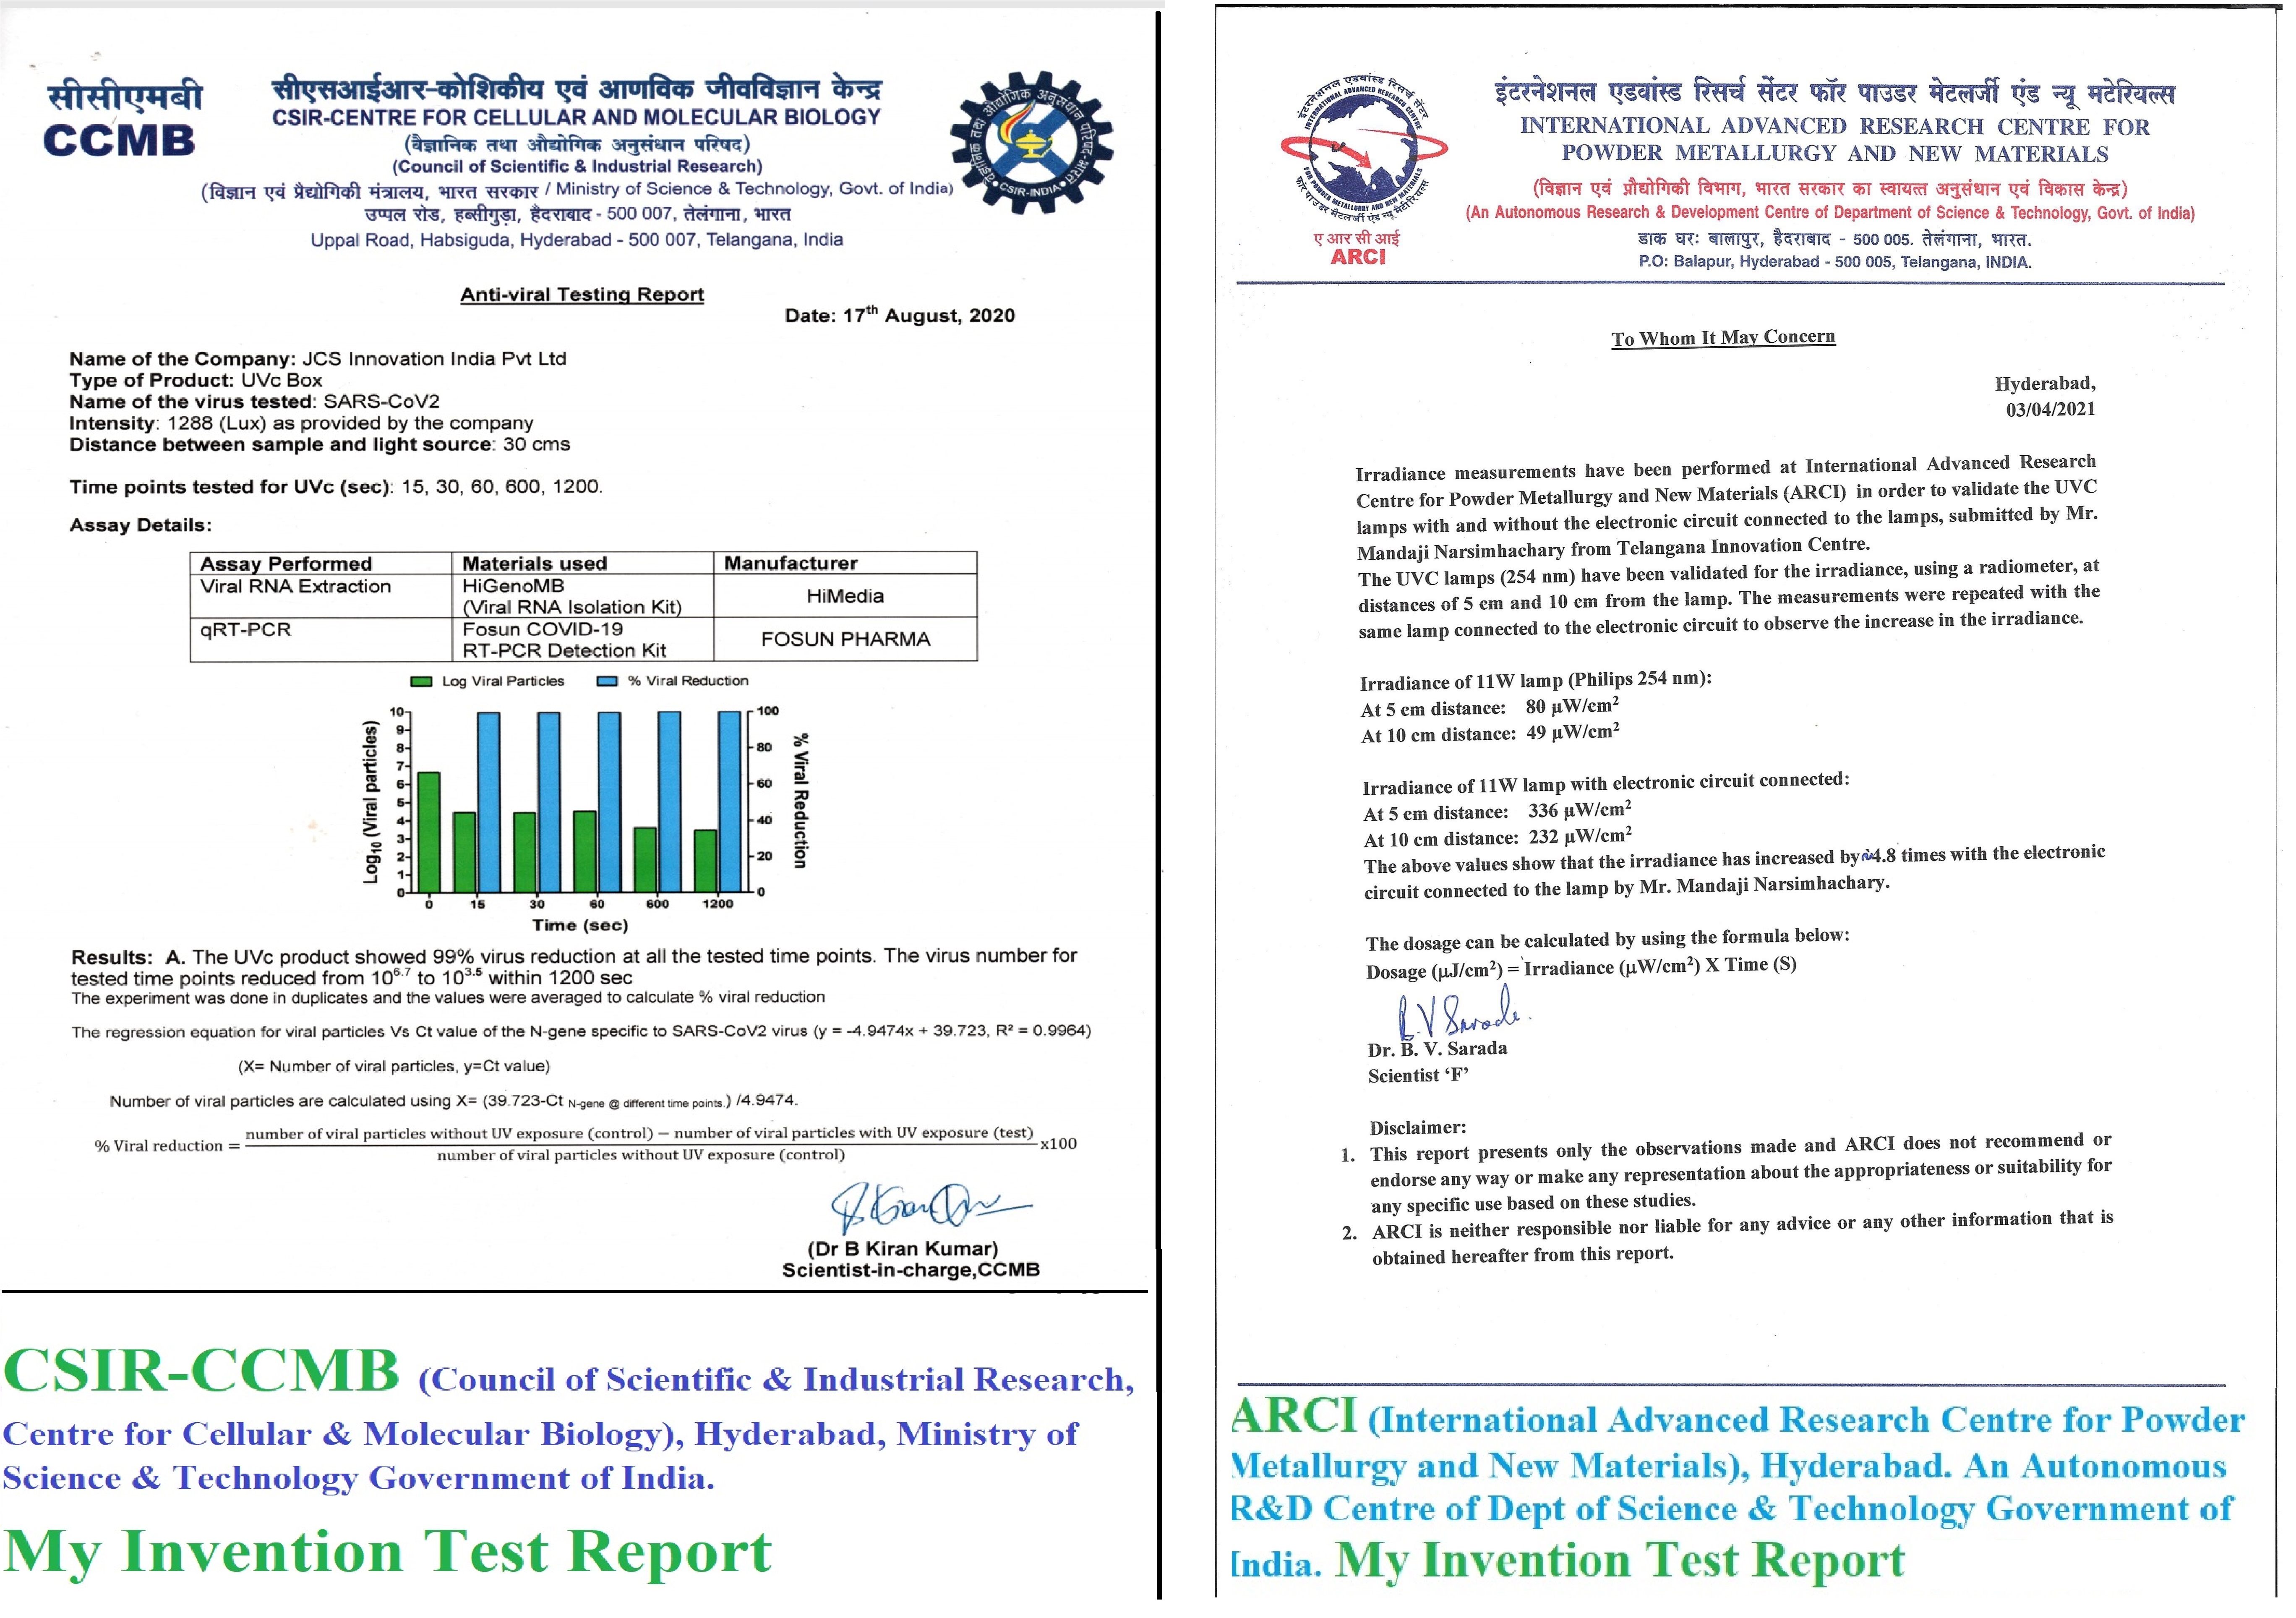 सीसीएमबी
CCMB
सीएसआईआर-कोशिकीय एवं आणविक जीवविज्ञान केन्द्र
CSIR-CENTRE FOR CELLULAR AND MOLECULAR BIOLOGY
(वैज्ञानिक तथा औद्योगिक अनुसंधान परिषद)
(Council of Scientific & Industrial Research)
(विज्ञान एवं प्रौद्योगिकी मंत्रालय, भारत सरकार / Ministry of Science & Technology, Govt. of India)
उप्पल रोड, हब्सीगुड़ा, हैदराबाद - 500 007, तेलंगाना, भारत
Uppal Road, Habsiguda, Hyderabad - 500 007, Telangana, India
CSIR-INDIA
Anti-viral Testing Report
Date: 17th August, 2020
Name of the Company: JCS Innovation India Pvt Ltd
Type of Product: UVc Box
Name of the virus tested: SARS-CoV2
Intensity: 1288 (Lux) as provided by the company
Distance between sample and light source: 30 cms
Time points tested for UVc (sec): 15, 30, 60, 600, 1200.
Assay Details:
Assay Performed Materials used Manufacturer
Viral RNA Extraction HiGenoMB (Viral RNA Isolation Kit) HiMedia
qRT-PCR Fosun COVID-19 RT-PCR Detection Kit FOSUN PHARMA
Log Viral Particles % Viral Reduction
Log10 (Viral particles)
10
9
8
7
6
5
4
3
2
1
0
100
80
60
40
20
0
% Viral Reduction
0 15 30 60 600 1200
Time (sec)
Results: A. The UVc product showed 99% virus reduction at all the tested time points. The virus number for
tested time points reduced from 10^6.7 to 10^3.5 within 1200 sec
The experiment was done in duplicates and the values were averaged to calculate % viral reduction
The regression equation for viral particles Vs Ct value of the N-gene specific to SARS-CoV2 virus (y = -4.9474x + 39.723, R² = 0.9964)
(X= Number of viral particles, y=Ct value)
Number of viral particles are calculated using X= (39.723-Ct N-gene @ different time points.) /4.9474.
% Viral reduction = number of viral particles without UV exposure (control) − number of viral particles with UV exposure (test) x100
number of viral particles without UV exposure (control)
(Dr B Kiran Kumar)
Scientist-in-charge,CCMB
CSIR-CCMB (Council of Scientific & Industrial Research,
Centre for Cellular & Molecular Biology), Hyderabad, Ministry of
Science & Technology Government of India.
My Invention Test Report
INTERNATIONAL ADVANCED RESEARCH CENTRE
FOR POWDER METALLURGY AND NEW MATERIALS
ए आर सी आई
ARCI
इंटरनेशनल एडवांस्ड रिसर्च सेंटर फॉर पाउडर मेटलर्जी एंड न्यू मटेरियल्स
INTERNATIONAL ADVANCED RESEARCH CENTRE FOR
POWDER METALLURGY AND NEW MATERIALS
(विज्ञान एवं प्रौद्योगिकी विभाग, भारत सरकार का स्वायत्त अनुसंधान एवं विकास केन्द्र)
(An Autonomous Research & Development Centre of Department of Science & Technology, Govt. of India)
डाक घर: बालापुर, हैदराबाद - 500 005. तेलंगाना, भारत.
P.O: Balapur, Hyderabad - 500 005, Telangana, INDIA.
To Whom It May Concern
Hyderabad,
03/04/2021
Irradiance measurements have been performed at International Advanced Research
Centre for Powder Metallurgy and New Materials (ARCI) in order to validate the UVC
lamps with and without the electronic circuit connected to the lamps, submitted by Mr.
Mandaji Narsimhachary from Telangana Innovation Centre.
The UVC lamps (254 nm) have been validated for the irradiance, using a radiometer, at
distances of 5 cm and 10 cm from the lamp. The measurements were repeated with the
same lamp connected to the electronic circuit to observe the increase in the irradiance.
Irradiance of 11W lamp (Philips 254 nm):
At 5 cm distance: 80 µW/cm²
At 10 cm distance: 49 µW/cm²
Irradiance of 11W lamp with electronic circuit connected:
At 5 cm distance: 336 µW/cm²
At 10 cm distance: 232 µW/cm²
The above values show that the irradiance has increased by ~4.8 times with the electronic
circuit connected to the lamp by Mr. Mandaji Narsimhachary.
The dosage can be calculated by using the formula below:
Dosage (µJ/cm²) = Irradiance (µW/cm²) X Time (S)
B.V Sarada.
Dr. B. V. Sarada
Scientist ‘F’
Disclaimer:
1. This report presents only the observations made and ARCI does not recommend or
endorse any way or make any representation about the appropriateness or suitability for
any specific use based on these studies.
2. ARCI is neither responsible nor liable for any advice or any other information that is
obtained hereafter from this report.
ARCI (International Advanced Research Centre for Powder
Metallurgy and New Materials), Hyderabad. An Autonomous
R&D Centre of Dept of Science & Technology Government of
India. My Invention Test Report